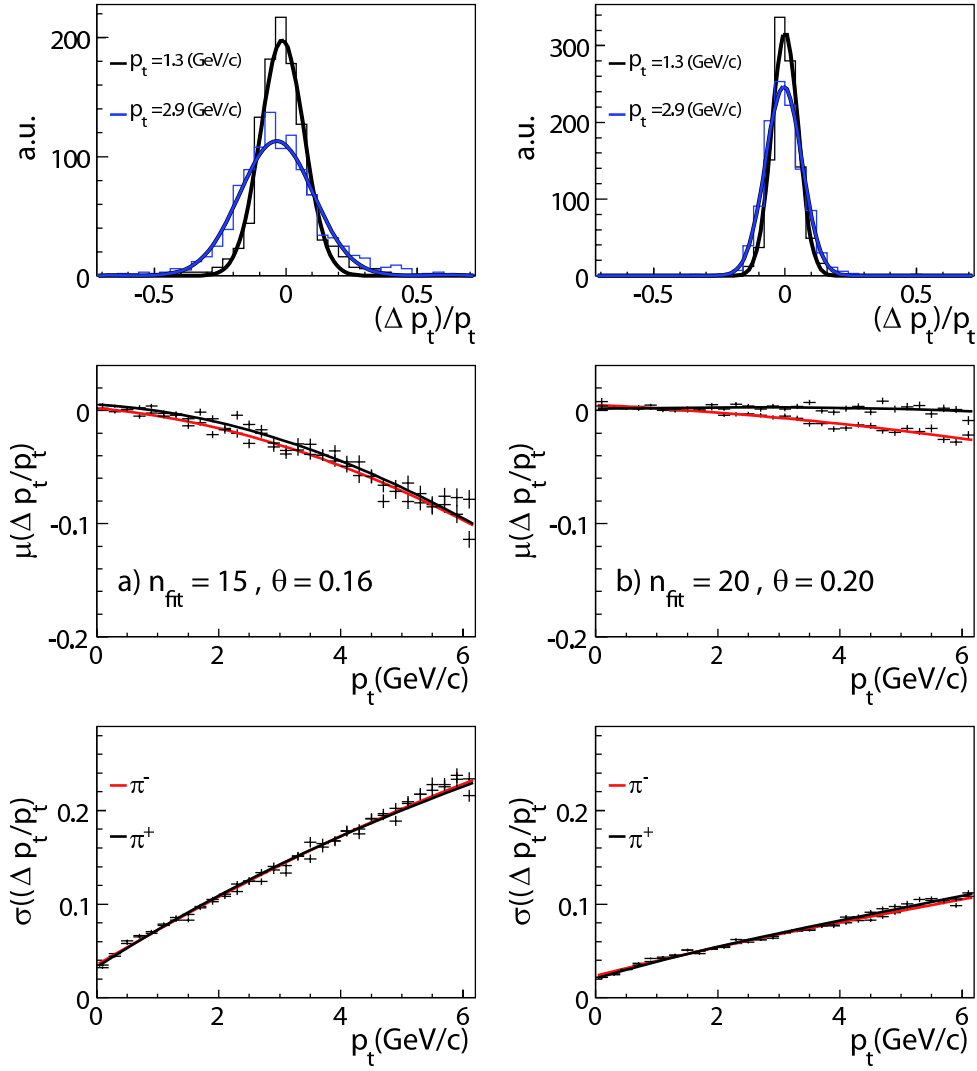 a.u.
200
100
0
p_t =1.3 (GeV/c)
p_t =2.9 (GeV/c)
-0.5 0 0.5
(Δ p_t)/p_t
a.u.
300
200
100
0
p_t =1.3 (GeV/c)
p_t =2.9 (GeV/c)
-0.5 0 0.5
(Δ p_t)/p_t
μ(Δ p_t/p_t)
0
-0.1
-0.2
a) n_fit = 15 , θ = 0.16
0 2 4 6
p_t(GeV/c)
μ(Δ p_t/p_t)
0
-0.1
-0.2
b) n_fit = 20 , θ = 0.20
0 2 4 6
p_t(GeV/c)
σ((Δ p_t/p_t)
0.2
0.1
0
π⁻
π⁺
0 2 4 6
p_t(GeV/c)
σ((Δ p_t/p_t)
0.2
0.1
0
π⁻
π⁺
0 2 4 6
p_t(GeV/c)